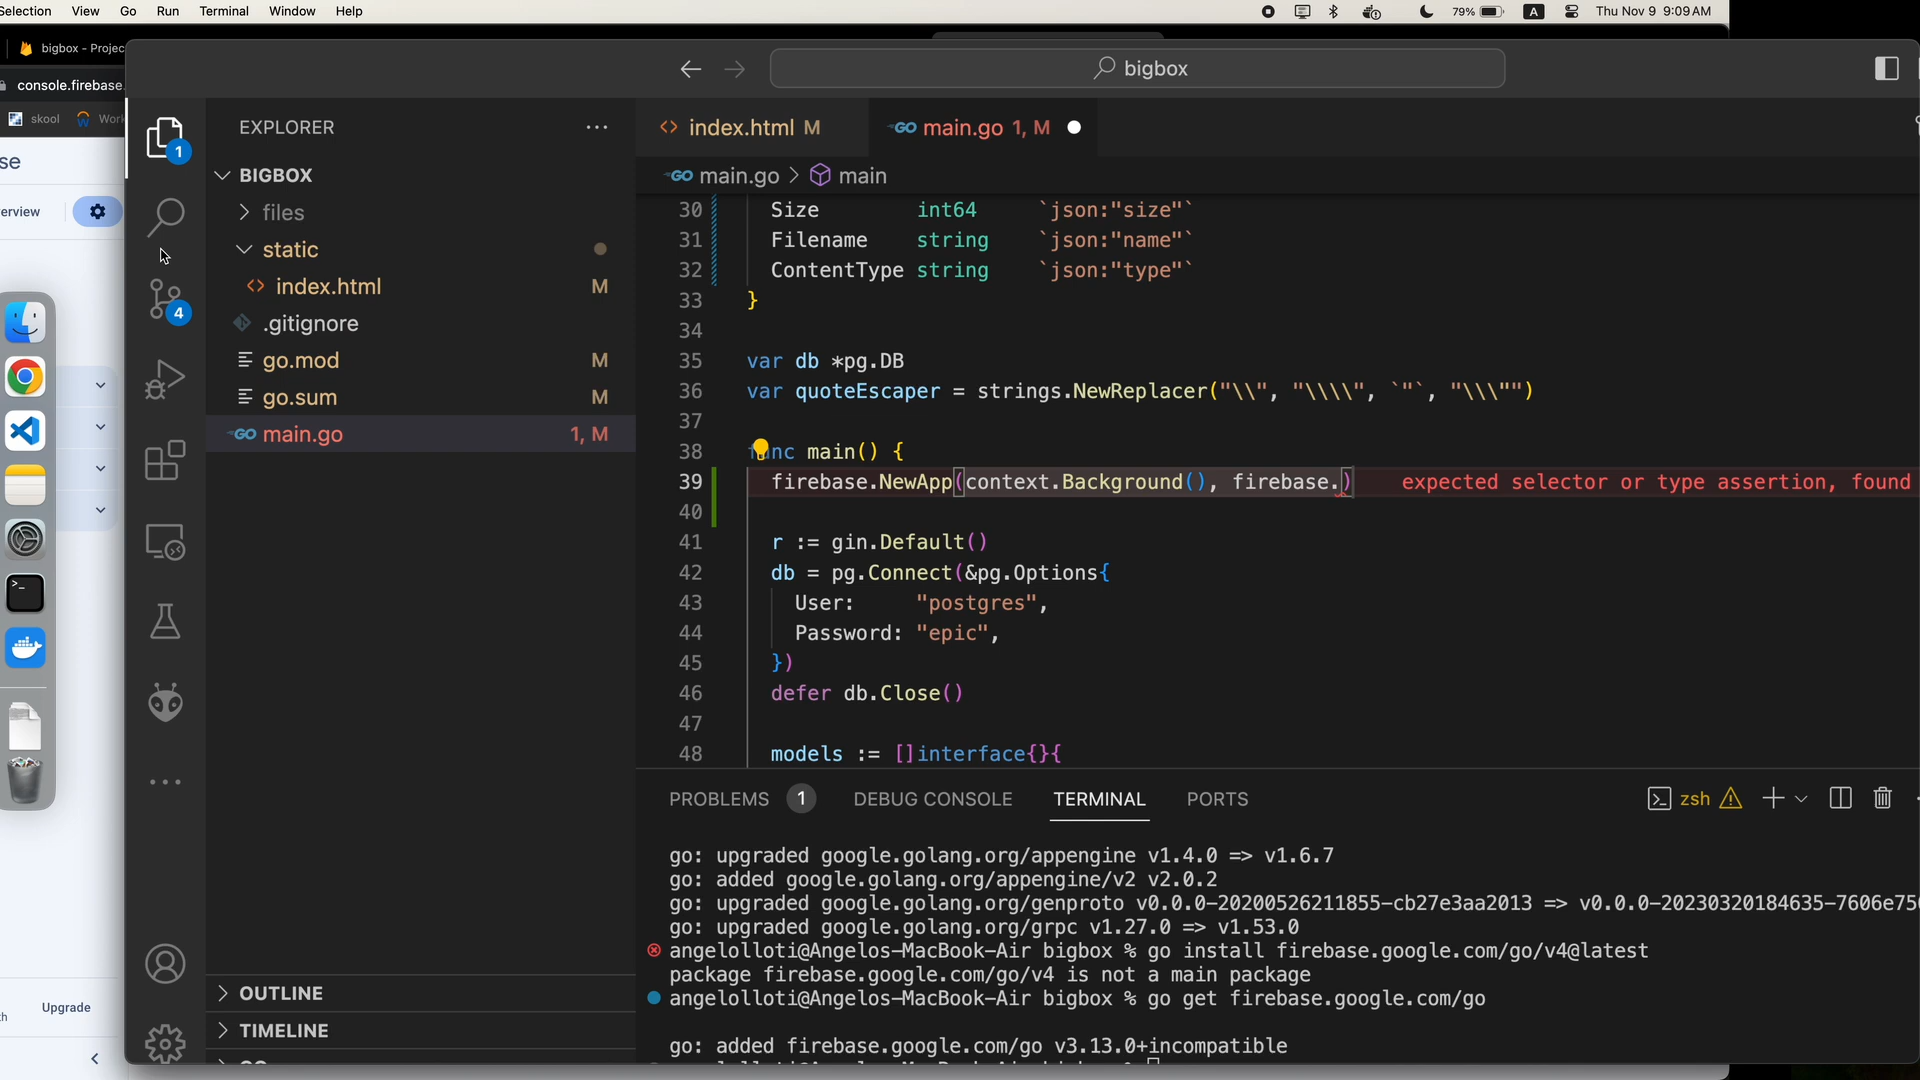 Selection View Go Run Terminal Window Help 79% A Thu Nov 9 9:09 AM
bigbox - Projec
console.firebase.
skool Work
se
erview
Upgrade
bigbox
EXPLORER
BIGBOX
files
static
index.html M
.gitignore
go.mod M
go.sum M
main.go 1, M
OUTLINE
TIMELINE
1
4
index.html M
main.go 1, M
main.go > main
30 Size int64 `json:"size"`
31 Filename string `json:"name"`
32 ContentType string `json:"type"`
33 }
34
35 var db *pg.DB
36 var quoteEscaper = strings.NewReplacer("\\", "\\\\", `"`, "\\\"")
37
38 func main() {
39 firebase.NewApp(context.Background(), firebase.) expected selector or type assertion, found
40
41 r := gin.Default()
42 db = pg.Connect(&pg.Options{
43 User: "postgres",
44 Password: "epic",
45 })
46 defer db.Close()
47
48 models := []interface{}{
PROBLEMS 1 DEBUG CONSOLE TERMINAL PORTS zsh
go: upgraded google.golang.org/appengine v1.4.0 => v1.6.7
go: added google.golang.org/appengine/v2 v2.0.2
go: upgraded google.golang.org/genproto v0.0.0-20200526211855-cb27e3aa2013 => v0.0.0-20230320184635-7606e75
go: upgraded google.golang.org/grpc v1.27.0 => v1.53.0
angelolloti@Angelos-MacBook-Air bigbox % go install firebase.google.com/go/v4@latest
package firebase.google.com/go/v4 is not a main package
angelolloti@Angelos-MacBook-Air bigbox % go get firebase.google.com/go
go: added firebase.google.com/go v3.13.0+incompatible